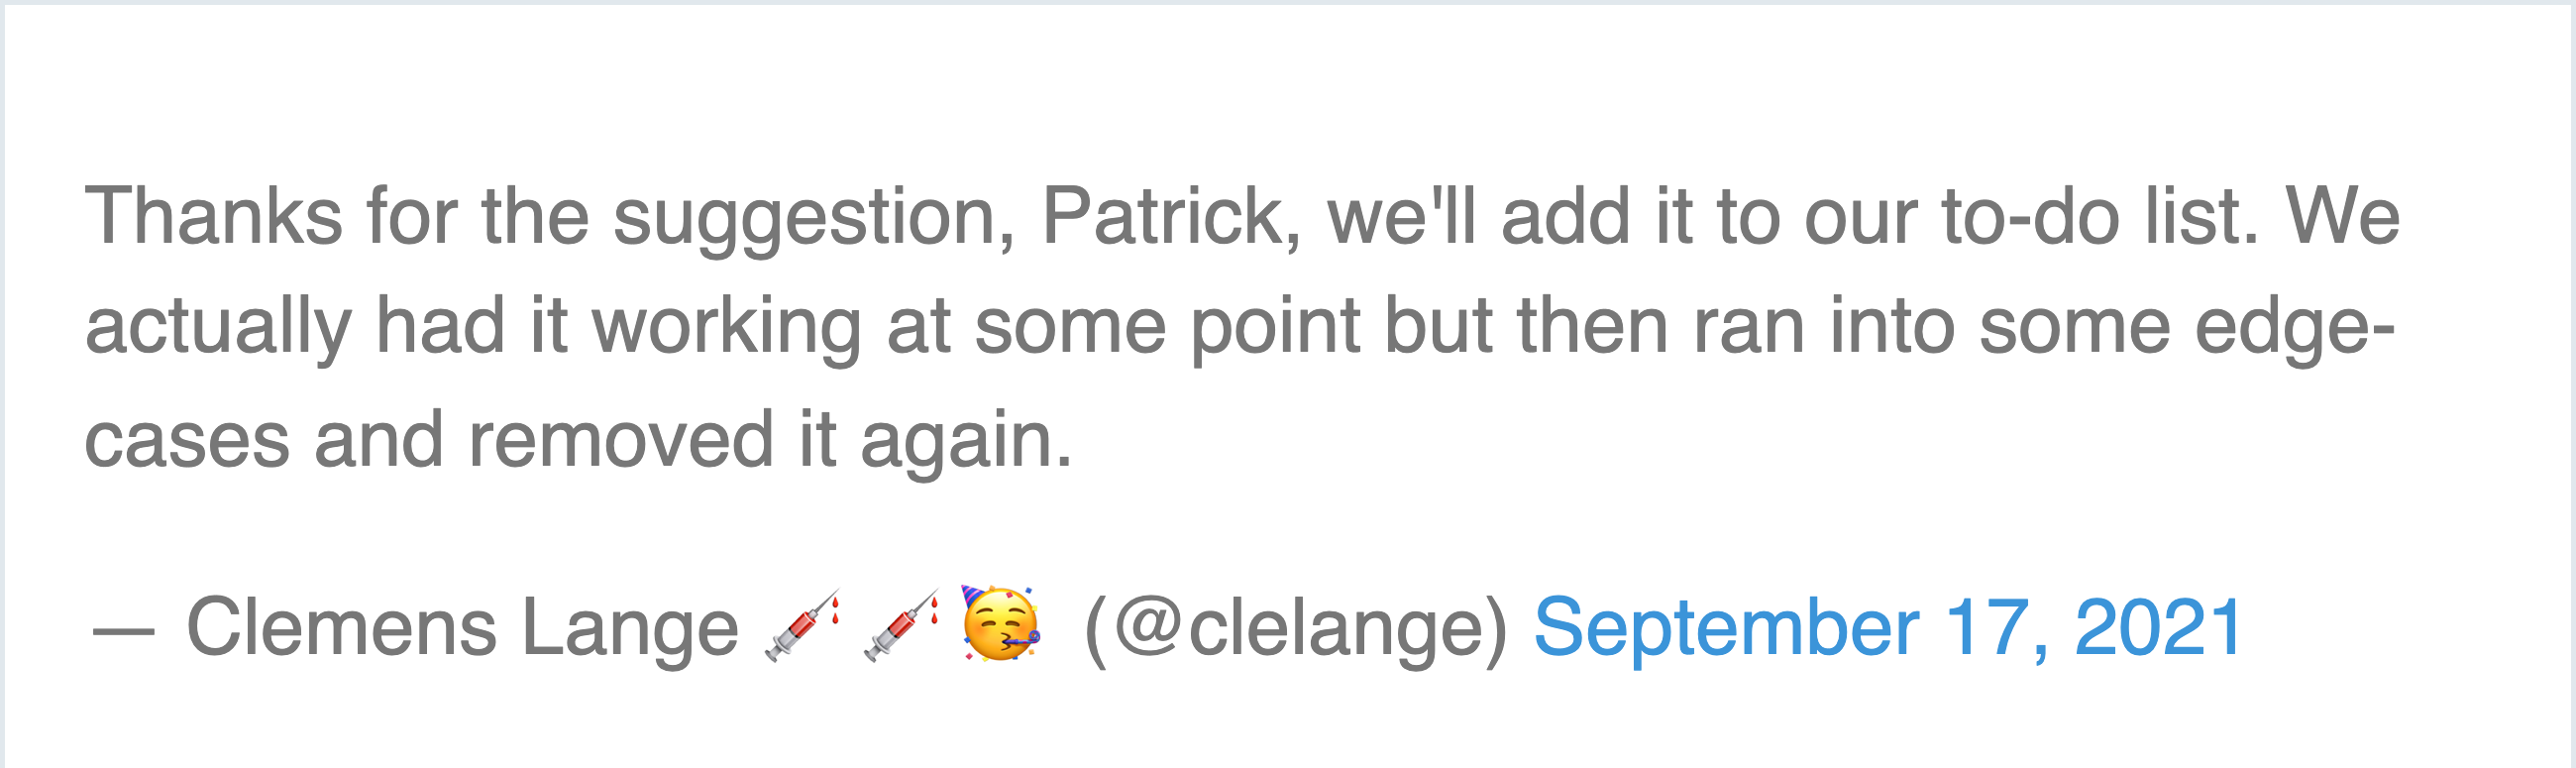 Thanks for the suggestion, Patrick, we'll add it to our to-do list. We
actually had it working at some point but then ran into some edge-
cases and removed it again.
— Clemens Lange 💉💉🥳 (@clelange) September 17, 2021